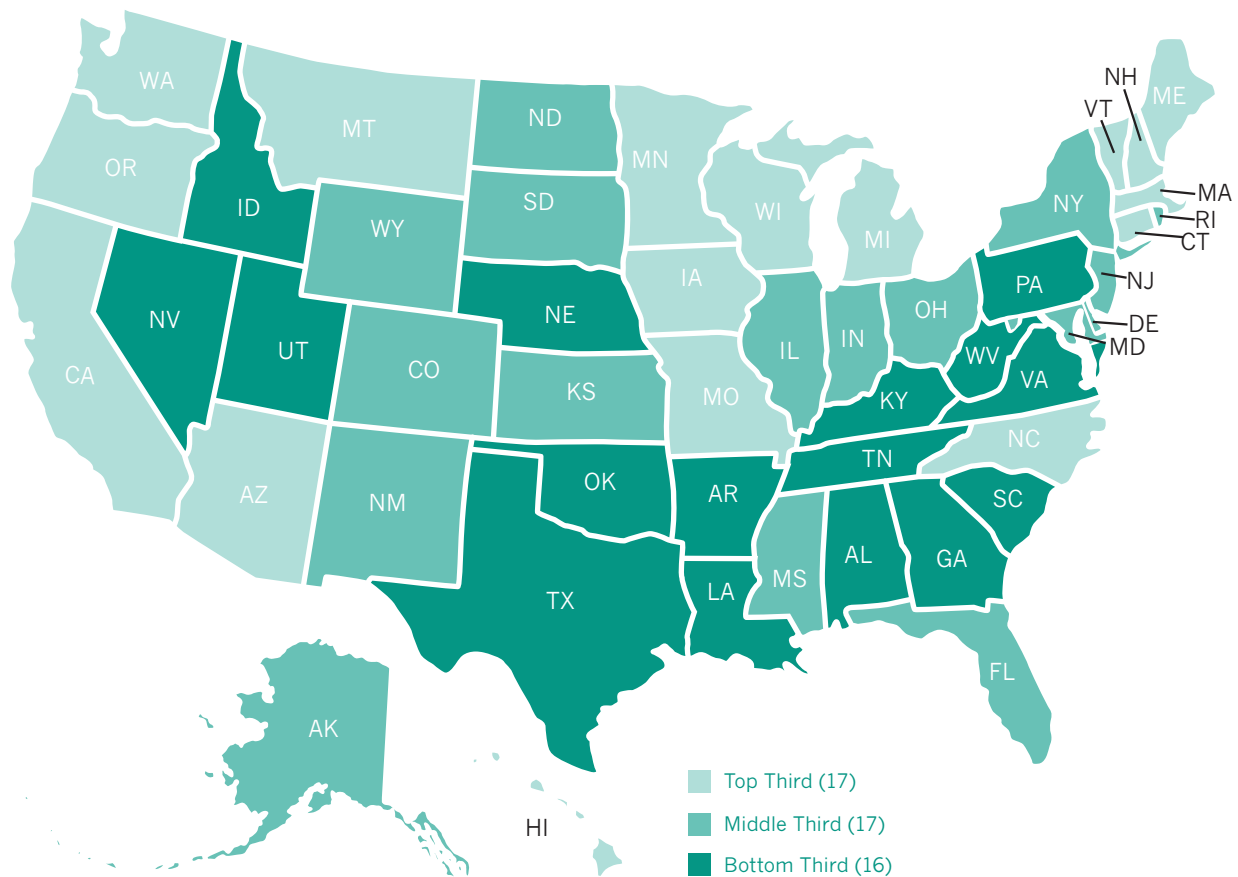 NH
ME
WA
VT
ND
MT
MN
OR
MA
SD
NY
ID
WI
RI
WY
MI
CT
IA
NJ
PA
OH
NE
NV
DE
IN
MD
UT
IL
WV
CO
CA
VA
KS
MO
KY
NC
TN
OK
AR
AZ
SC
NM
AL
GA
MS
LA
TX
FL
AK
HI
Top Third (17)
Middle Third (17)
Bottom Third (16)